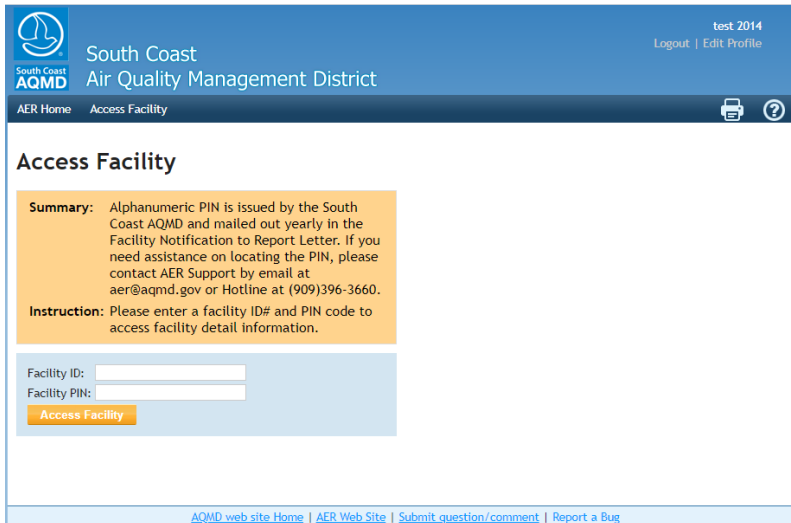 test 2014
Logout | Edit Profile
South Coast
AQMD
South Coast
Air Quality Management District
AER Home Access Facility
Access Facility
Summary: Alphanumeric PIN is issued by the South
Coast AQMD and mailed out yearly in the
Facility Notification to Report Letter. If you
need assistance on locating the PIN, please
contact AER Support by email at
aer@aqmd.gov or Hotline at (909)396-3660.
Instruction: Please enter a facility ID# and PIN code to
access facility detail information.
Facility ID:
Facility PIN:
Access Facility
AQMD web site Home | AER Web Site | Submit question/comment | Report a Bug